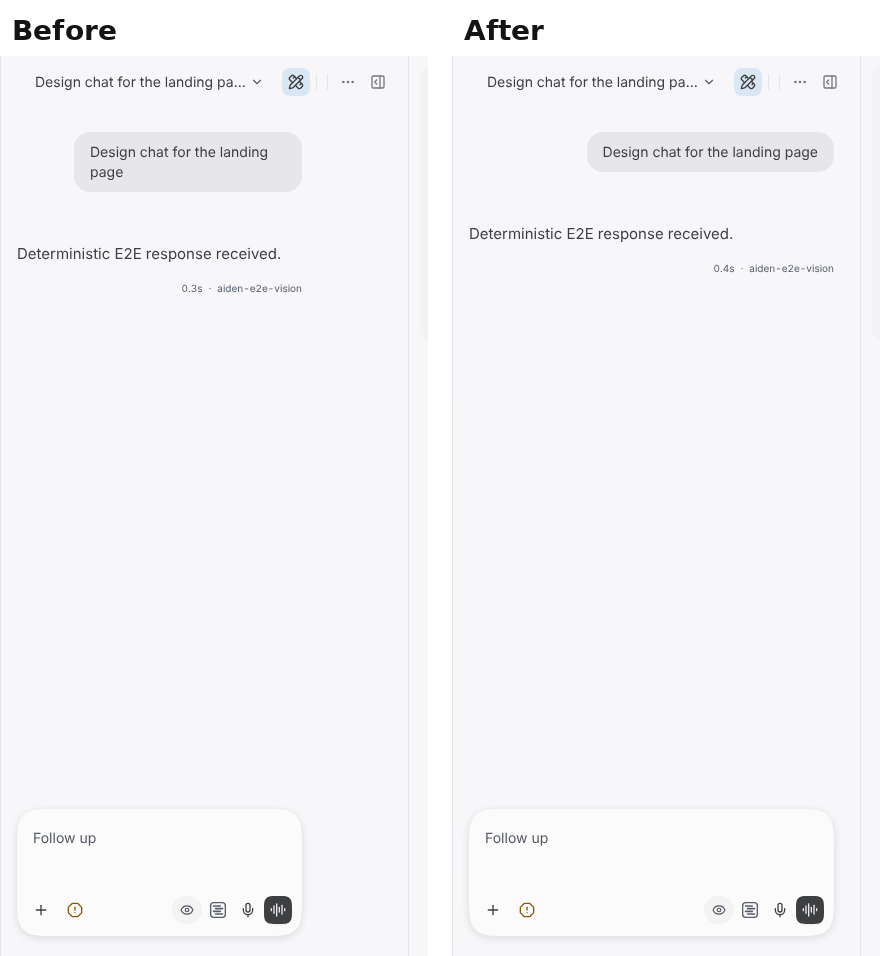 Before
Design chat for the landing pa...
Design chat for the landing
page
Deterministic E2E response received.
0.3s · aiden-e2e-vision
Follow up
After
Design chat for the landing pa...
Design chat for the landing page
Deterministic E2E response received.
0.4s · aiden-e2e-vision
Follow up